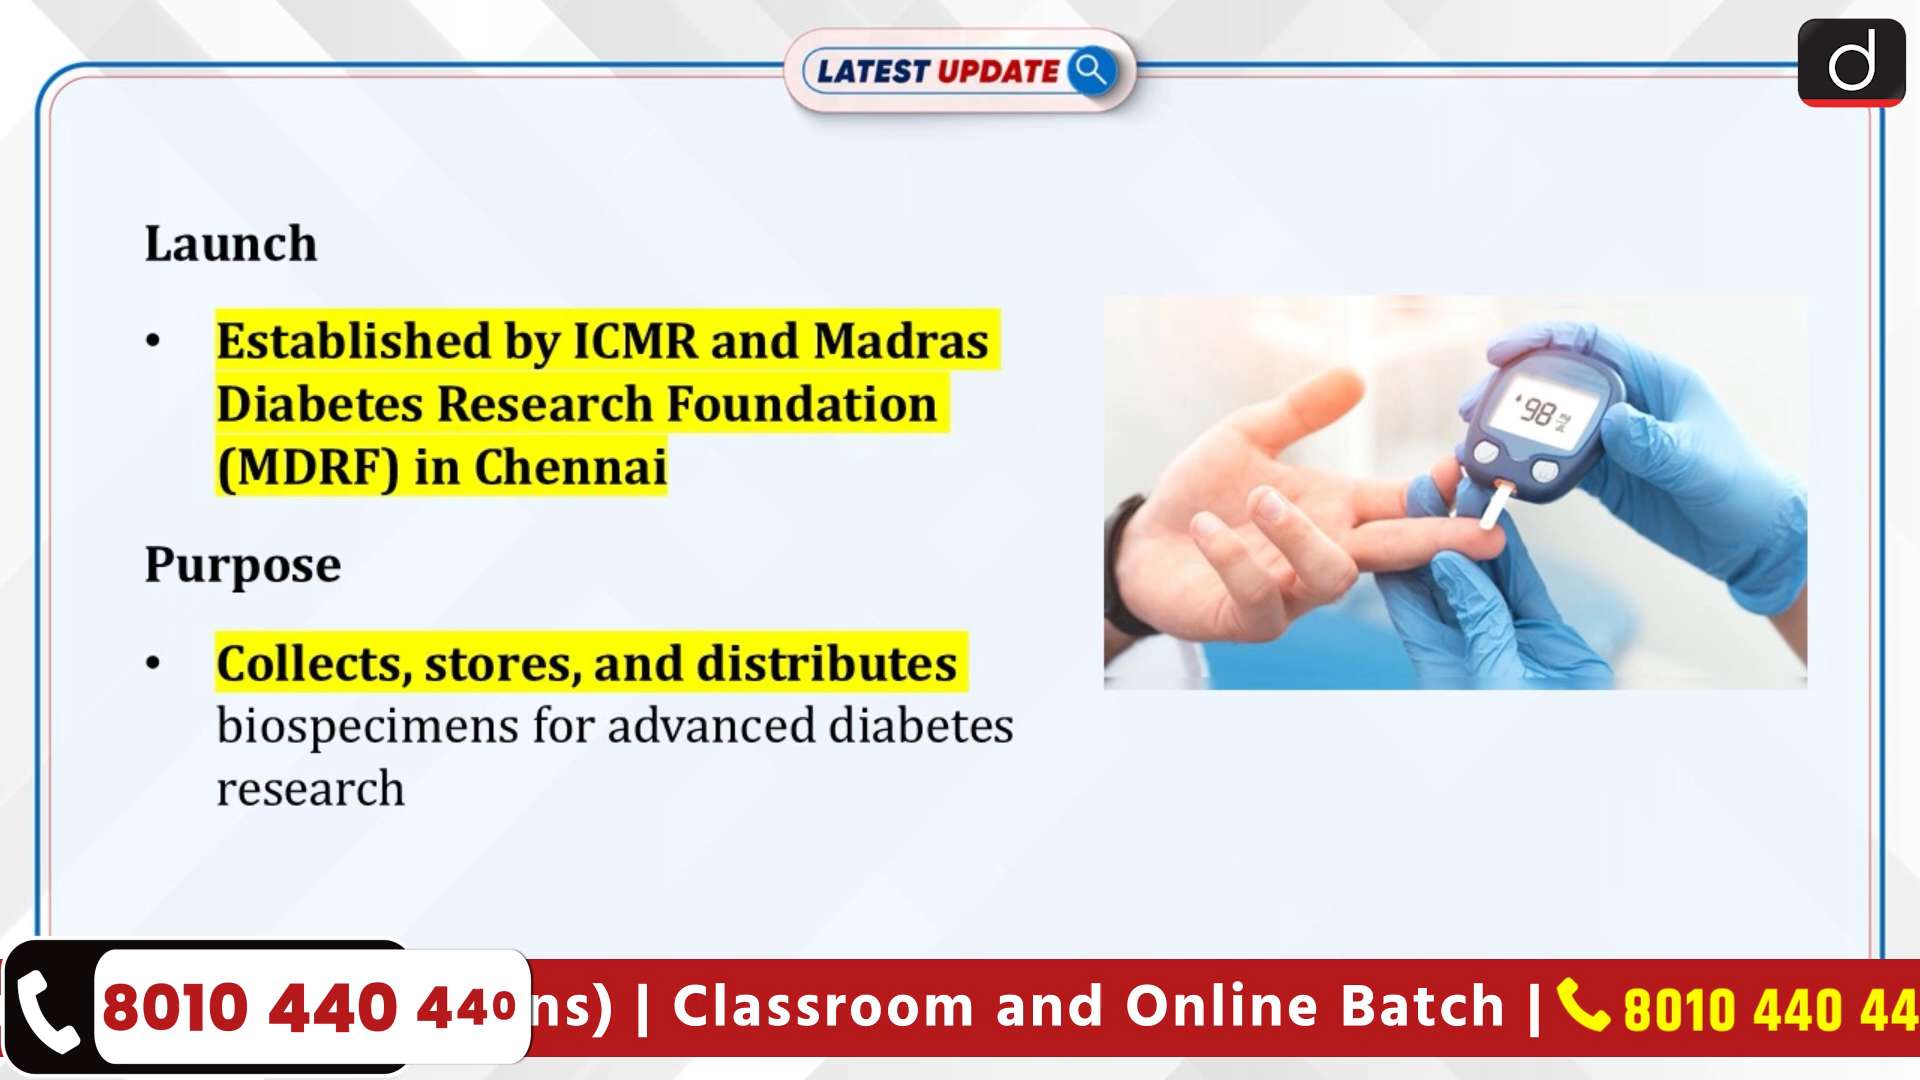 LATEST UPDATE
d
Launch
• Established by ICMR and Madras
Diabetes Research Foundation
(MDRF) in Chennai
98
Purpose
• Collects, stores, and distributes
biospecimens for advanced diabetes
research
8010 440 440
ns) | Classroom and Online Batch | 8010 440 44